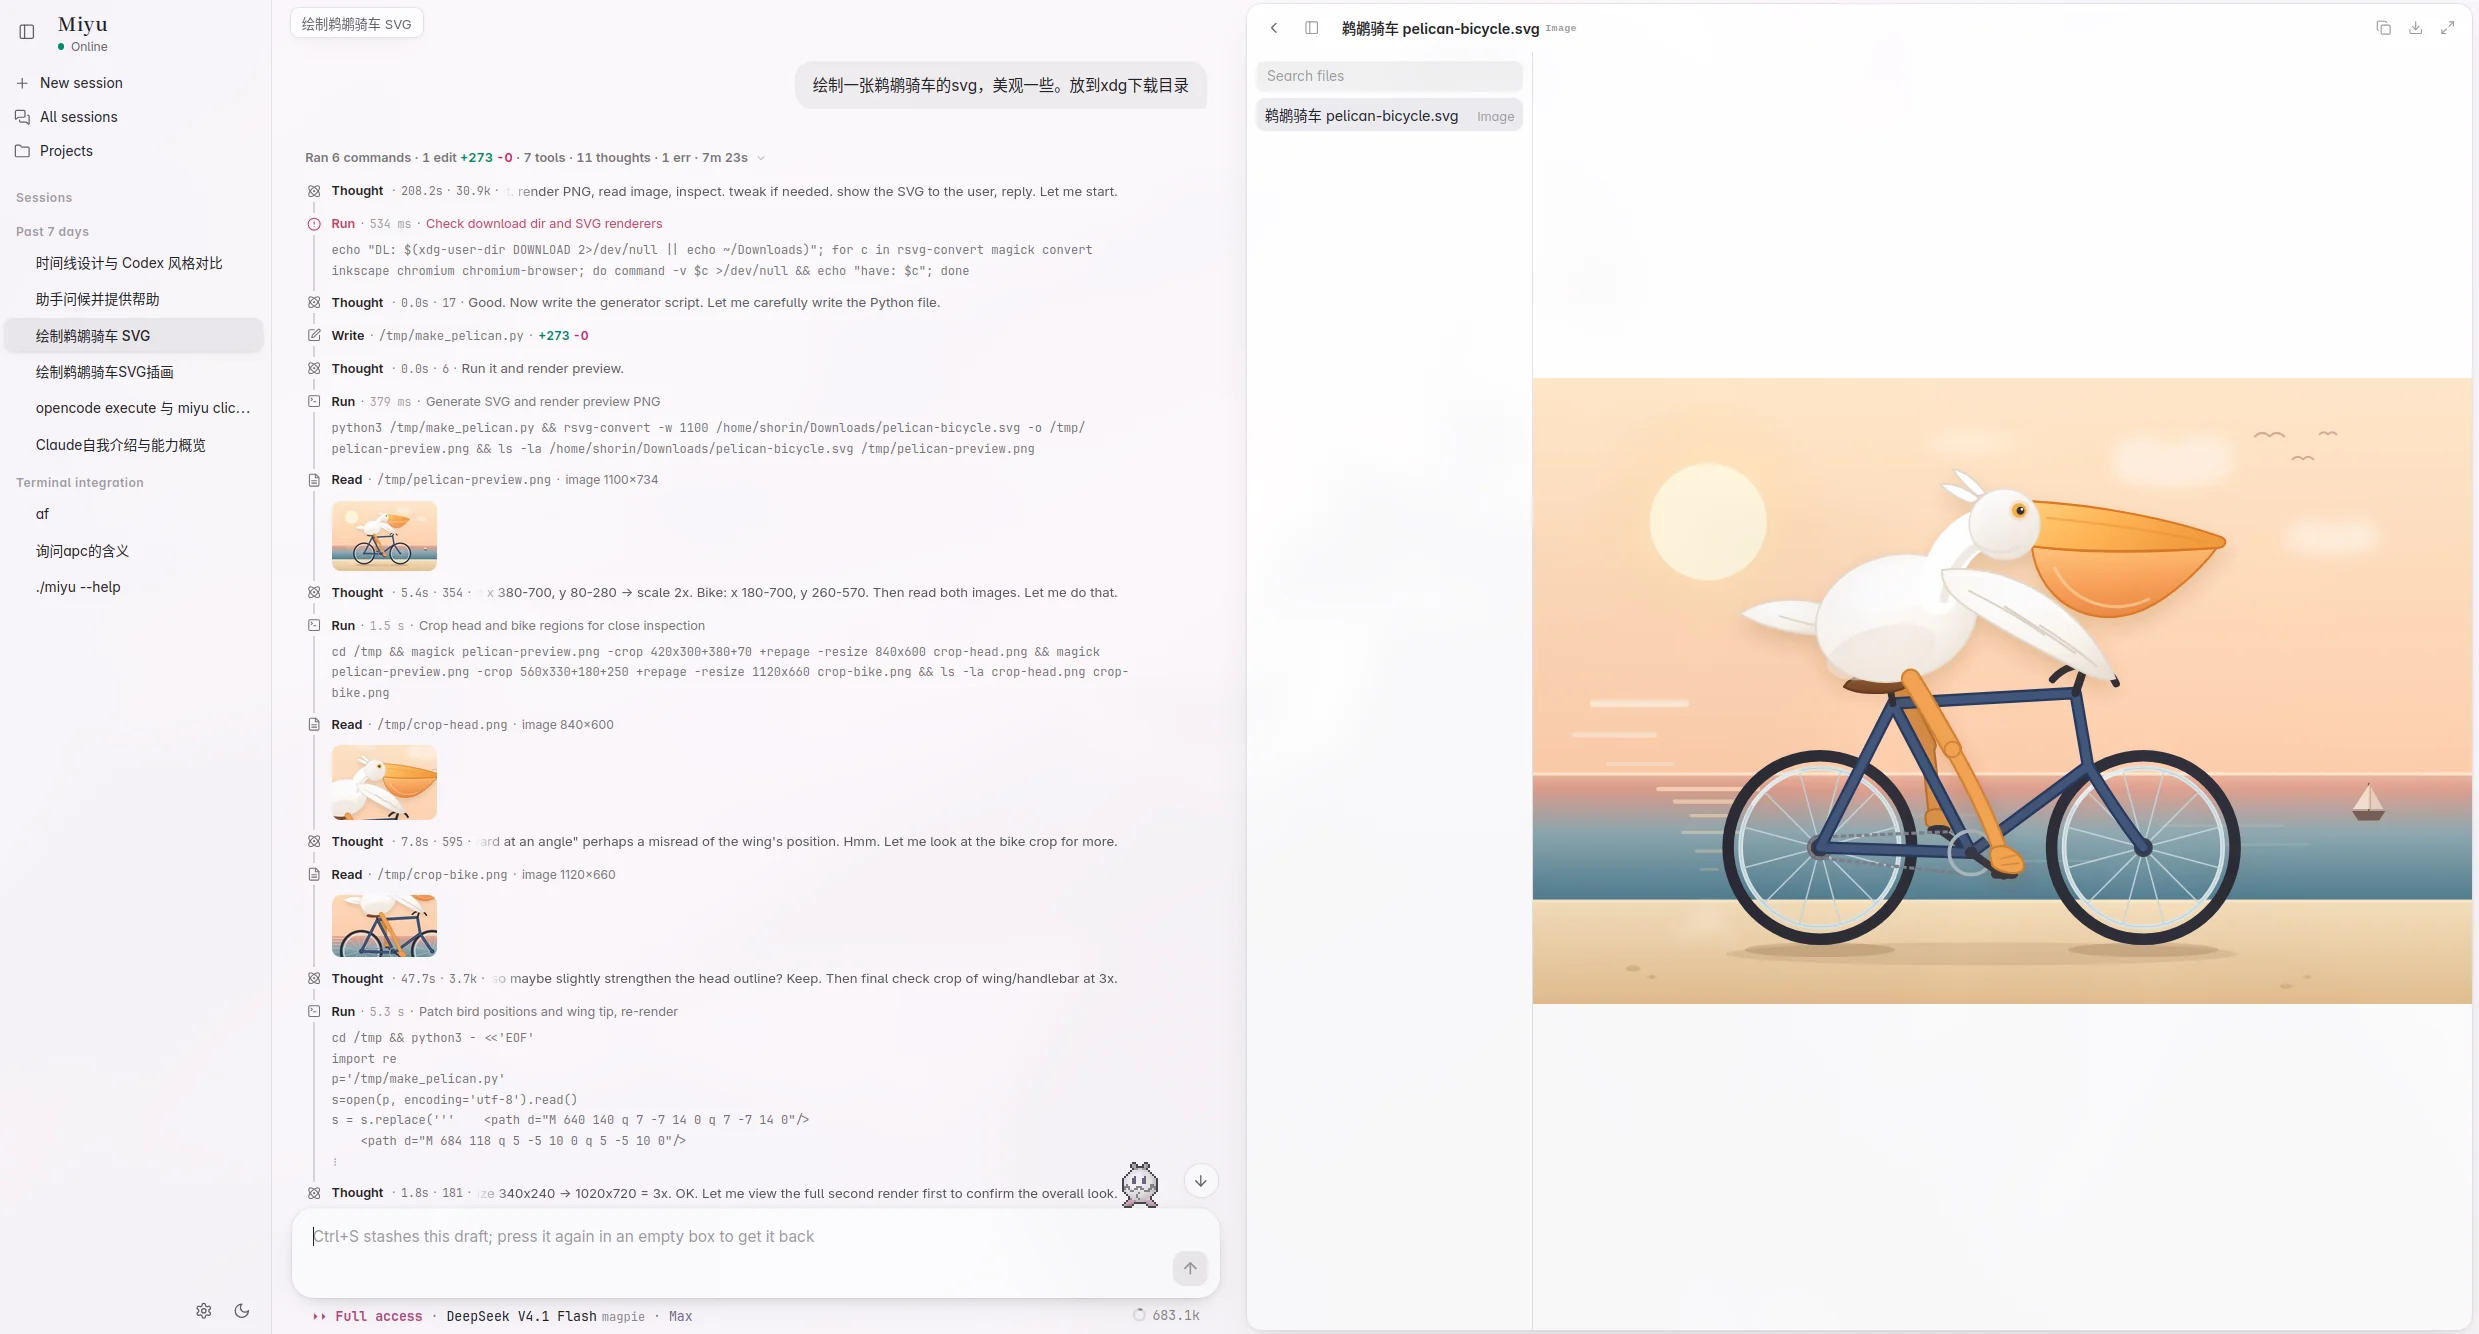 Miyu
Online
New session
All sessions
Projects
Sessions
Past 7 days
时间线设计与 Codex 风格对比
助手问候并提供帮助
绘制鹈鹕骑车 SVG
绘制鹈鹕骑车SVG插画
opencode execute 与 miyu clic...
Claude自我介绍与能力概览
Terminal integration
af
询问apc的含义
./miyu --help
绘制鹈鹕骑车 SVG
绘制一张鹈鹕骑车的svg，美观一些。放到xdg下载目录
Ran 6 commands · 1 edit +273 -0 · 7 tools · 11 thoughts · 1 err · 7m 23s
Thought · 208.2s · 30.9k · t. render PNG, read image, inspect. tweak if needed. show the SVG to the user, reply. Let me start.
Run · 534 ms · Check download dir and SVG renderers
echo "DL: $(xdg-user-dir DOWNLOAD 2>/dev/null || echo ~/Downloads)"; for c in rsvg-convert magick convert
inkscape chromium chromium-browser; do command -v $c >/dev/null && echo "have: $c"; done
Thought · 0.0s · 17 · Good. Now write the generator script. Let me carefully write the Python file.
Write · /tmp/make_pelican.py · +273 -0
Thought · 0.0s · 6 · Run it and render preview.
Run · 379 ms · Generate SVG and render preview PNG
python3 /tmp/make_pelican.py && rsvg-convert -w 1100 /home/shorin/Downloads/pelican-bicycle.svg -o /tmp/
pelican-preview.png && ls -la /home/shorin/Downloads/pelican-bicycle.svg /tmp/pelican-preview.png
Read · /tmp/pelican-preview.png · image 1100×734
Thought · 5.4s · 354 · x 380-700, y 80-280 → scale 2x. Bike: x 180-700, y 260-570. Then read both images. Let me do that.
Run · 1.5 s · Crop head and bike regions for close inspection
cd /tmp && magick pelican-preview.png -crop 420x300+380+70 +repage -resize 840x600 crop-head.png && magick
pelican-preview.png -crop 560x330+180+250 +repage -resize 1120x660 crop-bike.png && ls -la crop-head.png crop-
bike.png
Read · /tmp/crop-head.png · image 840×600
Thought · 7.8s · 595 · ard at an angle" perhaps a misread of the wing's position. Hmm. Let me look at the bike crop for more.
Read · /tmp/crop-bike.png · image 1120×660
Thought · 47.7s · 3.7k · so maybe slightly strengthen the head outline? Keep. Then final check crop of wing/handlebar at 3x.
Run · 5.3 s · Patch bird positions and wing tip, re-render
cd /tmp && python3 - <<'EOF'
import re
p='/tmp/make_pelican.py'
s=open(p, encoding='utf-8').read()
s = s.replace('''    <path d="M 640 140 q 7 -7 14 0 q 7 -7 14 0"/>
    <path d="M 684 118 q 5 -5 10 0 q 5 -5 10 0"/>
⋮
Thought · 1.8s · 181 · ze 340x240 → 1020x720 = 3x. OK. Let me view the full second render first to confirm the overall look.
Ctrl+S stashes this draft; press it again in an empty box to get it back
Full access · DeepSeek V4.1 Flash magpie · Max
683.1k
鹈鹕骑车 pelican-bicycle.svg Image
Search files
鹈鹕骑车 pelican-bicycle.svg Image